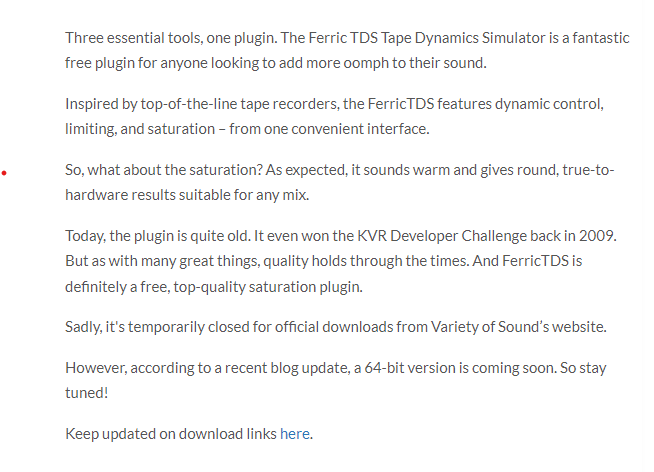 Three essential tools, one plugin. The Ferric TDS Tape Dynamics Simulator is a fantastic
free plugin for anyone looking to add more oomph to their sound.
Inspired by top-of-the-line tape recorders, the FerricTDS features dynamic control,
limiting, and saturation – from one convenient interface.
So, what about the saturation? As expected, it sounds warm and gives round, true-to-
hardware results suitable for any mix.
Today, the plugin is quite old. It even won the KVR Developer Challenge back in 2009.
But as with many great things, quality holds through the times. And FerricTDS is
definitely a free, top-quality saturation plugin.
Sadly, it's temporarily closed for official downloads from Variety of Sound’s website.
However, according to a recent blog update, a 64-bit version is coming soon. So stay
tuned!
Keep updated on download links here.